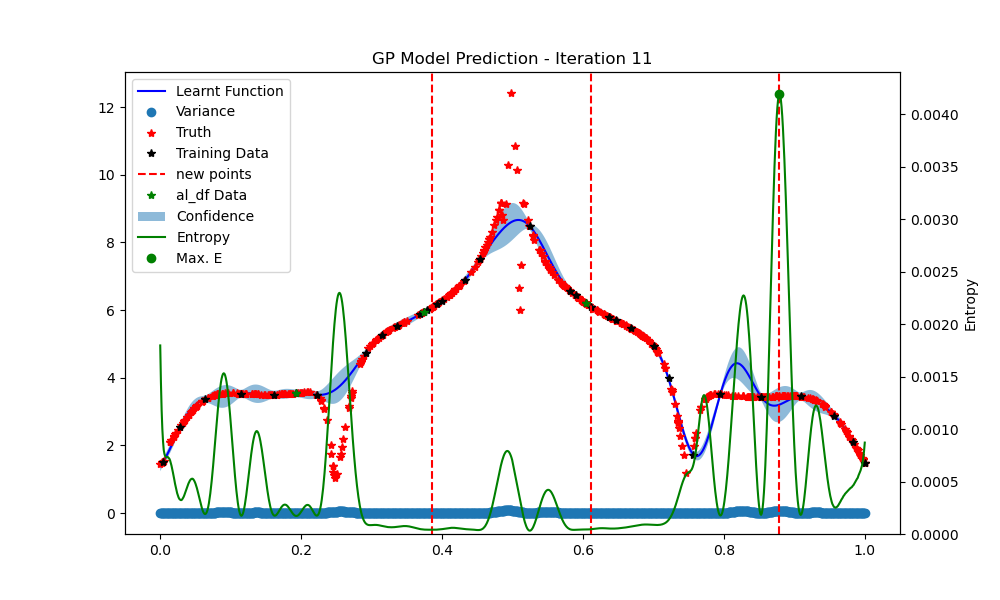 GP Model Prediction - Iteration 11
Learnt Function
Variance
Truth
Training Data
new points
al_df Data
Confidence
Entropy
Max. E
12
10
8
6
4
2
0
0.0 0.2 0.4 0.6 0.8 1.0
0.0040
0.0035
0.0030
0.0025
0.0020
0.0015
0.0010
0.0005
0.0000
Entropy